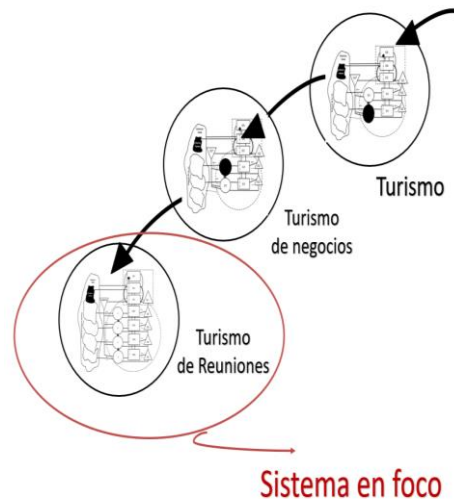 Turismo
Turismo
de negocios
Turismo
de Reuniones
Sistema en foco